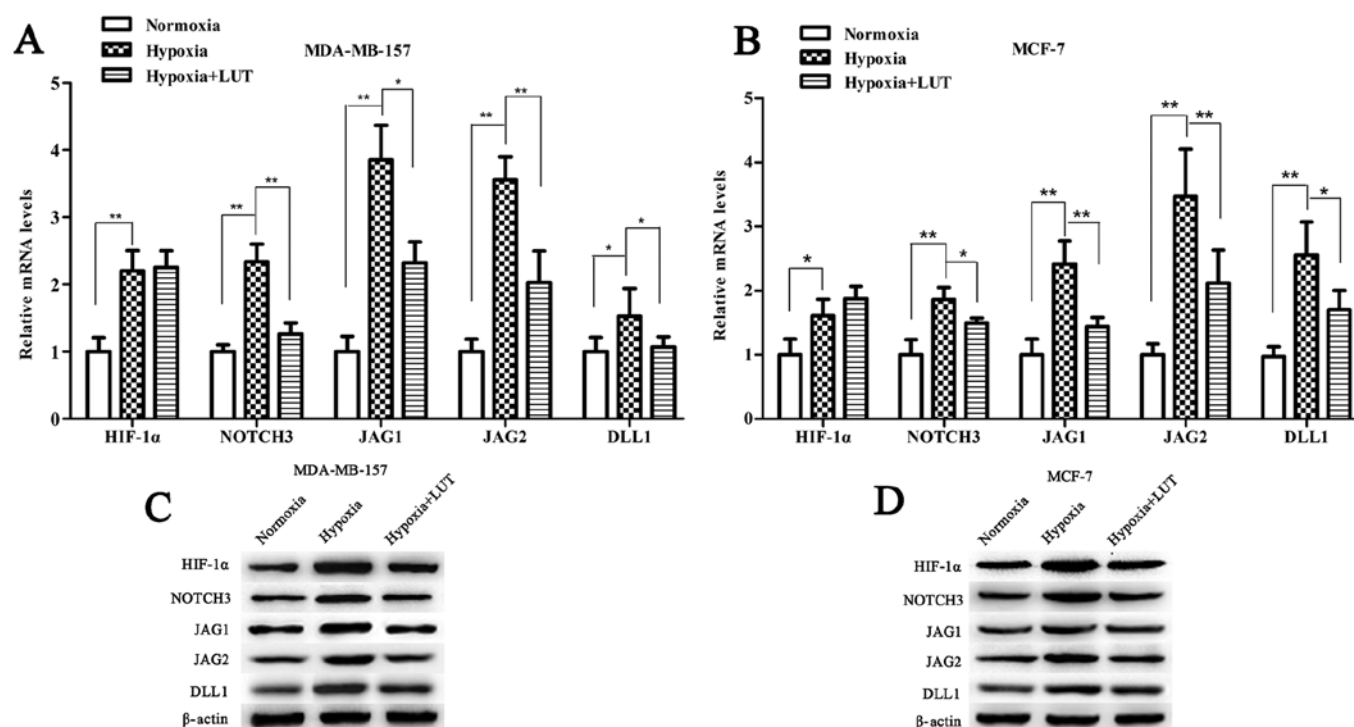 A
Normoxia
Hypoxia
Hypoxia+LUT
MDA-MB-157
Relative mRNA levels
5
4
3
2
1
0
** ** ** ** * ** ** * *
HIF-1α NOTCH3 JAG1 JAG2 DLL1
B
Normoxia
Hypoxia
Hypoxia+LUT
MCF-7
Relative mRNA levels
5
4
3
2
1
0
* ** * ** ** ** ** ** *
HIF-1α NOTCH3 JAG1 JAG2 DLL1
C
MDA-MB-157
Normoxia Hypoxia Hypoxia+LUT
HIF-1α
NOTCH3
JAG1
JAG2
DLL1
β-actin
D
MCF-7
Normoxia Hypoxia Hypoxia+LUT
HIF-1α
NOTCH3
JAG1
JAG2
DLL1
β-actin